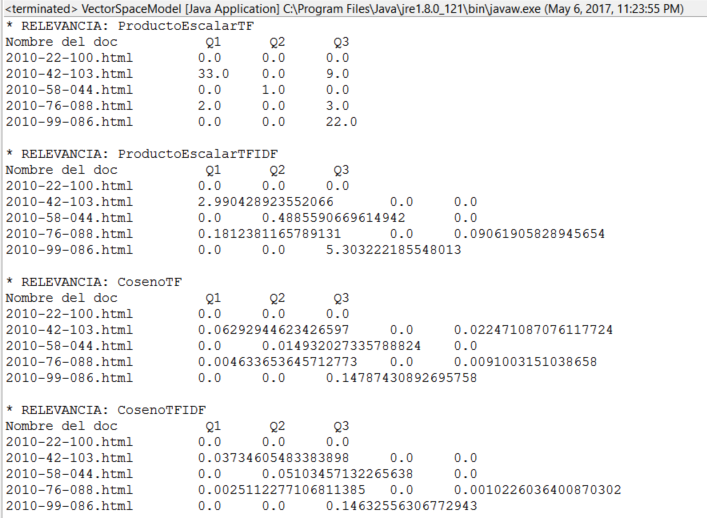 <terminated> VectorSpaceModel [Java Application] C:\Program Files\Java\jre1.8.0_121\bin\javaw.exe (May 6, 2017, 11:23:55 PM)
* RELEVANCIA: ProductoEscalarTF
Nombre del doc Q1 Q2 Q3
2010-22-100.html 0.0 0.0 0.0
2010-42-103.html 33.0 0.0 9.0
2010-58-044.html 0.0 1.0 0.0
2010-76-088.html 2.0 0.0 3.0
2010-99-086.html 0.0 0.0 22.0
* RELEVANCIA: ProductoEscalarTFIDF
Nombre del doc Q1 Q2 Q3
2010-22-100.html 0.0 0.0 0.0
2010-42-103.html 2.990428923552066 0.0 0.0
2010-58-044.html 0.0 0.4885590669614942 0.0
2010-76-088.html 0.1812381165789131 0.0 0.09061905828945654
2010-99-086.html 0.0 0.0 5.303222185548013
* RELEVANCIA: CosenoTF
Nombre del doc Q1 Q2 Q3
2010-22-100.html 0.0 0.0 0.0
2010-42-103.html 0.06292944623426597 0.0 0.022471087076117724
2010-58-044.html 0.0 0.014932027335788824 0.0
2010-76-088.html 0.004633653645712773 0.0 0.0091003151038658
2010-99-086.html 0.0 0.0 0.14787430892695758
* RELEVANCIA: CosenoTFIDF
Nombre del doc Q1 Q2 Q3
2010-22-100.html 0.0 0.0 0.0
2010-42-103.html 0.03734605483383898 0.0 0.0
2010-58-044.html 0.0 0.05103457132265638 0.0
2010-76-088.html 0.0025112277106811385 0.0 0.0010226036400870302
2010-99-086.html 0.0 0.0 0.14632556306772943